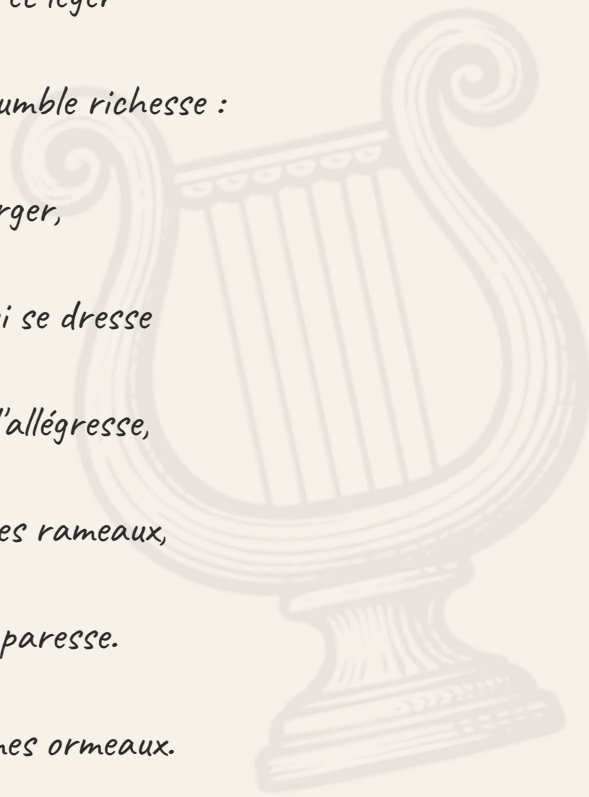 et léger
umble richesse :
rger,
i se dresse
l'allégresse,
es rameaux,
paresse.
nes ormeaux.